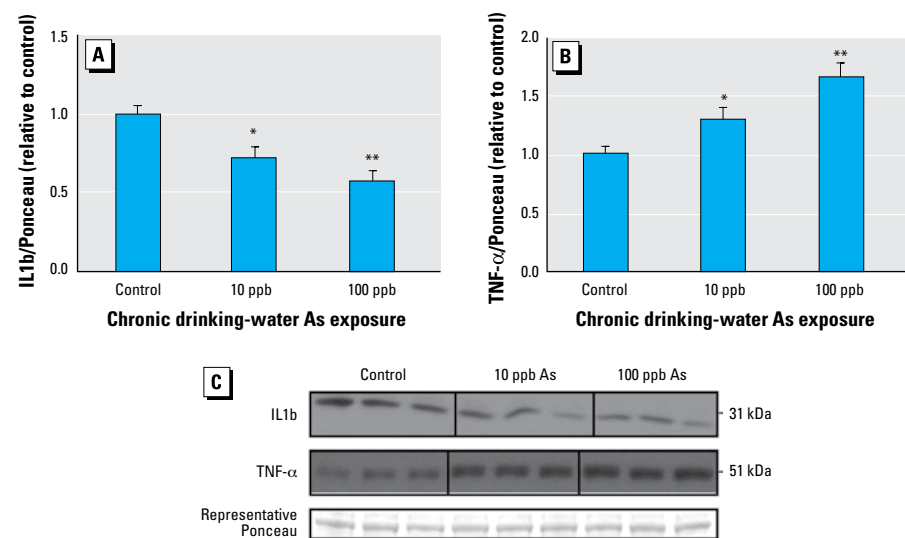 A
IL1b/Ponceau (relative to control)
1.5
1.0
0.5
0.0
*
**
Control 10 ppb 100 ppb
Chronic drinking-water As exposure
B
TNF-α/Ponceau (relative to control)
2.0
1.5
1.0
0.5
0.0
*
**
Control 10 ppb 100 ppb
Chronic drinking-water As exposure
C
Control 10 ppb As 100 ppb As
IL1b 31 kDa
TNF-α 51 kDa
Representative
Ponceau